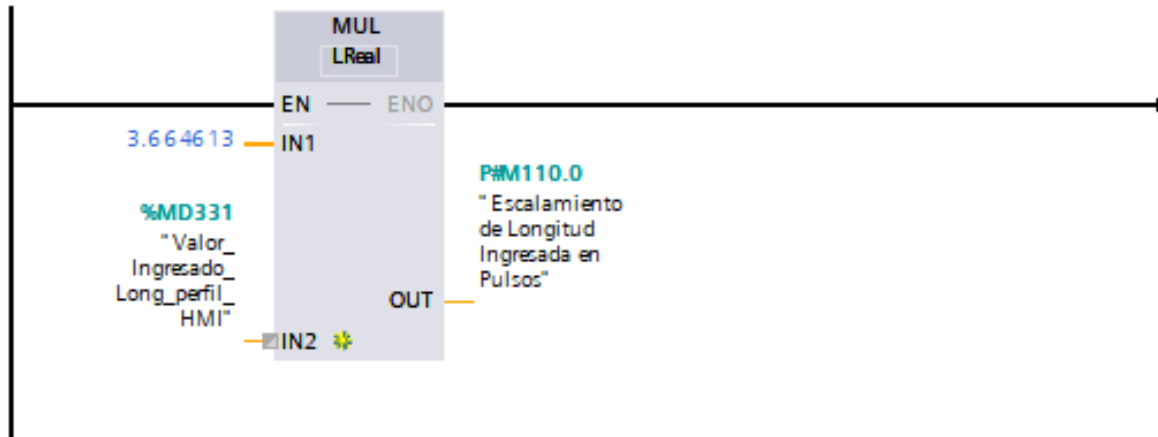 MUL
LReal
EN ENO
3.664613 IN1
P#M110.0
"Escalamiento
de Longitud
Ingresada en
Pulsos"
%MD331
"Valor_
Ingresado_
Long_perfil_
HMI"
OUT
IN2